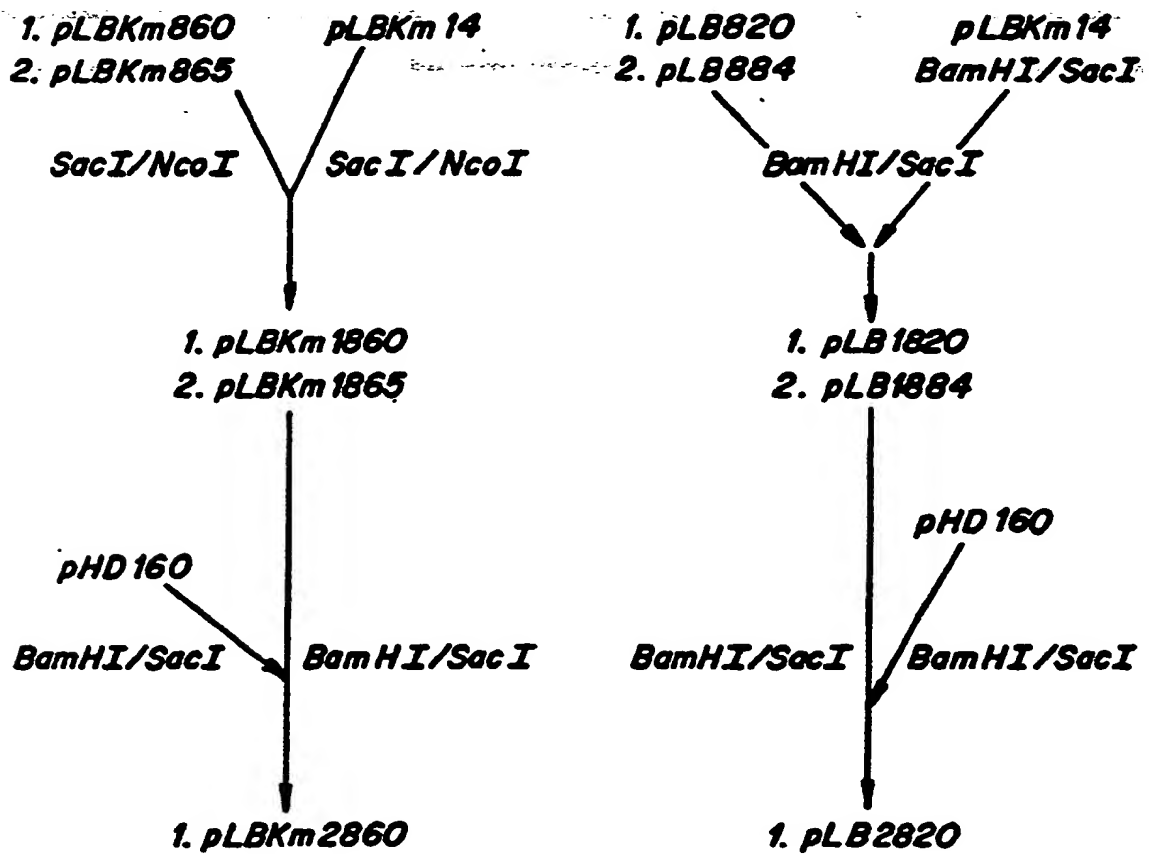 1. pLBKm860
2. pLBKm865
pLBKm14
SacI/NcoI
SacI/NcoI
1. pLBKm1860
2. pLBKm1865
pHD160
BamHI/SacI
BamHI/SacI
1. pLBKm2860
1. pLB820
2. pLB884
pLBKm14
BamHI/SacI
BamHI/SacI
1. pLB1820
2. pLB1884
pHD160
BamHI/SacI
BamHI/SacI
1. pLB2820